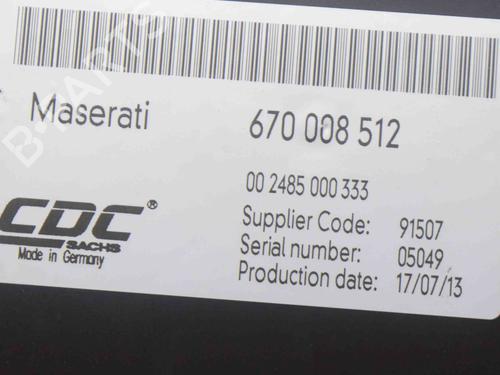 Maserati 670 008 512
00 2485 000 333
CDC® Supplier Code: 91507
SACHS Serial number: 05049
Made in Germany Production date: 17/07/13
B-PARTS